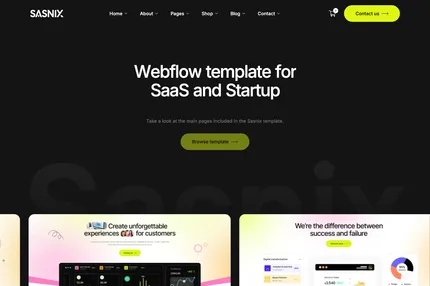 SASNIX
Home About Pages Shop Blog Contact
Contact us
Webflow template for
SaaS and Startup
Take a look at the main pages included in the Sasnix template.
Browse template
Sasnix
Create unforgettable
experiences for customers
We're the difference between
success and failure